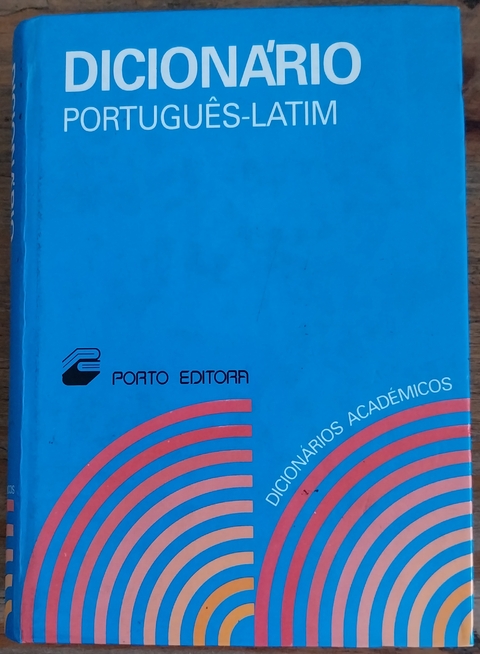 DICIONÁRIO
PORTUGUÊS-LATIM
PORTO EDITORA
DICIONÁRIOS ACADÉMICOS